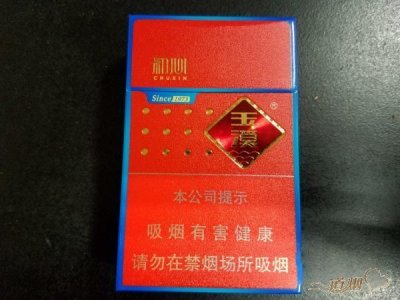 初心
CHUXIN
Since 1973
玉溪
®
本公司提示
吸烟有害健康
请勿在禁烟场所吸烟